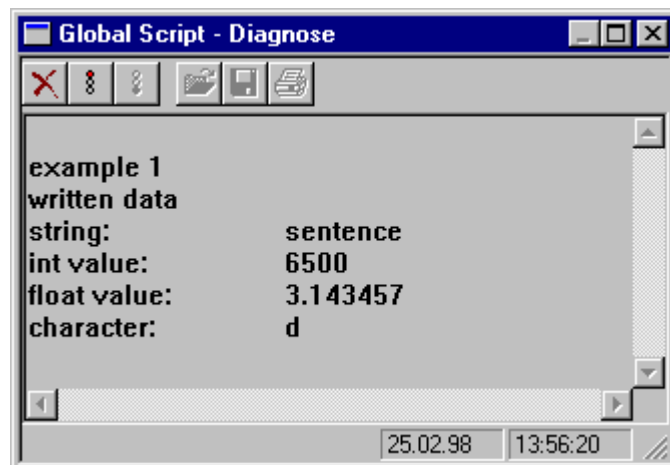 Global Script - Diagnose
example 1
written data
string: sentence
int value: 6500
float value: 3.143457
character: d
25.02.98 13:56:20